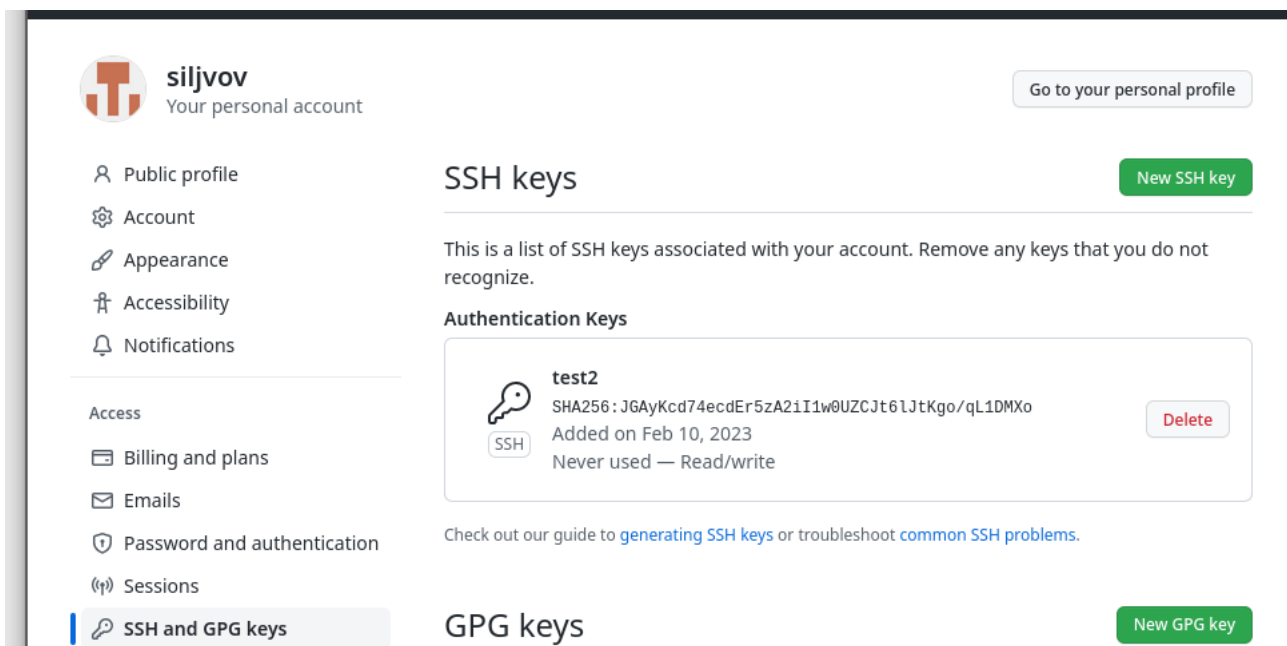 siljvov
Your personal account
Go to your personal profile
Public profile
Account
Appearance
Accessibility
Notifications
Access
Billing and plans
Emails
Password and authentication
Sessions
SSH and GPG keys
SSH keys
New SSH key
This is a list of SSH keys associated with your account. Remove any keys that you do not
recognize.
Authentication Keys
test2
SHA256:JGAyKcd74ecdEr5zA2iI1w0UZCJt6lJtKgo/qL1DMXo
Added on Feb 10, 2023
Never used — Read/write
SSH
Delete
Check out our guide to generating SSH keys or troubleshoot common SSH problems.
GPG keys
New GPG key